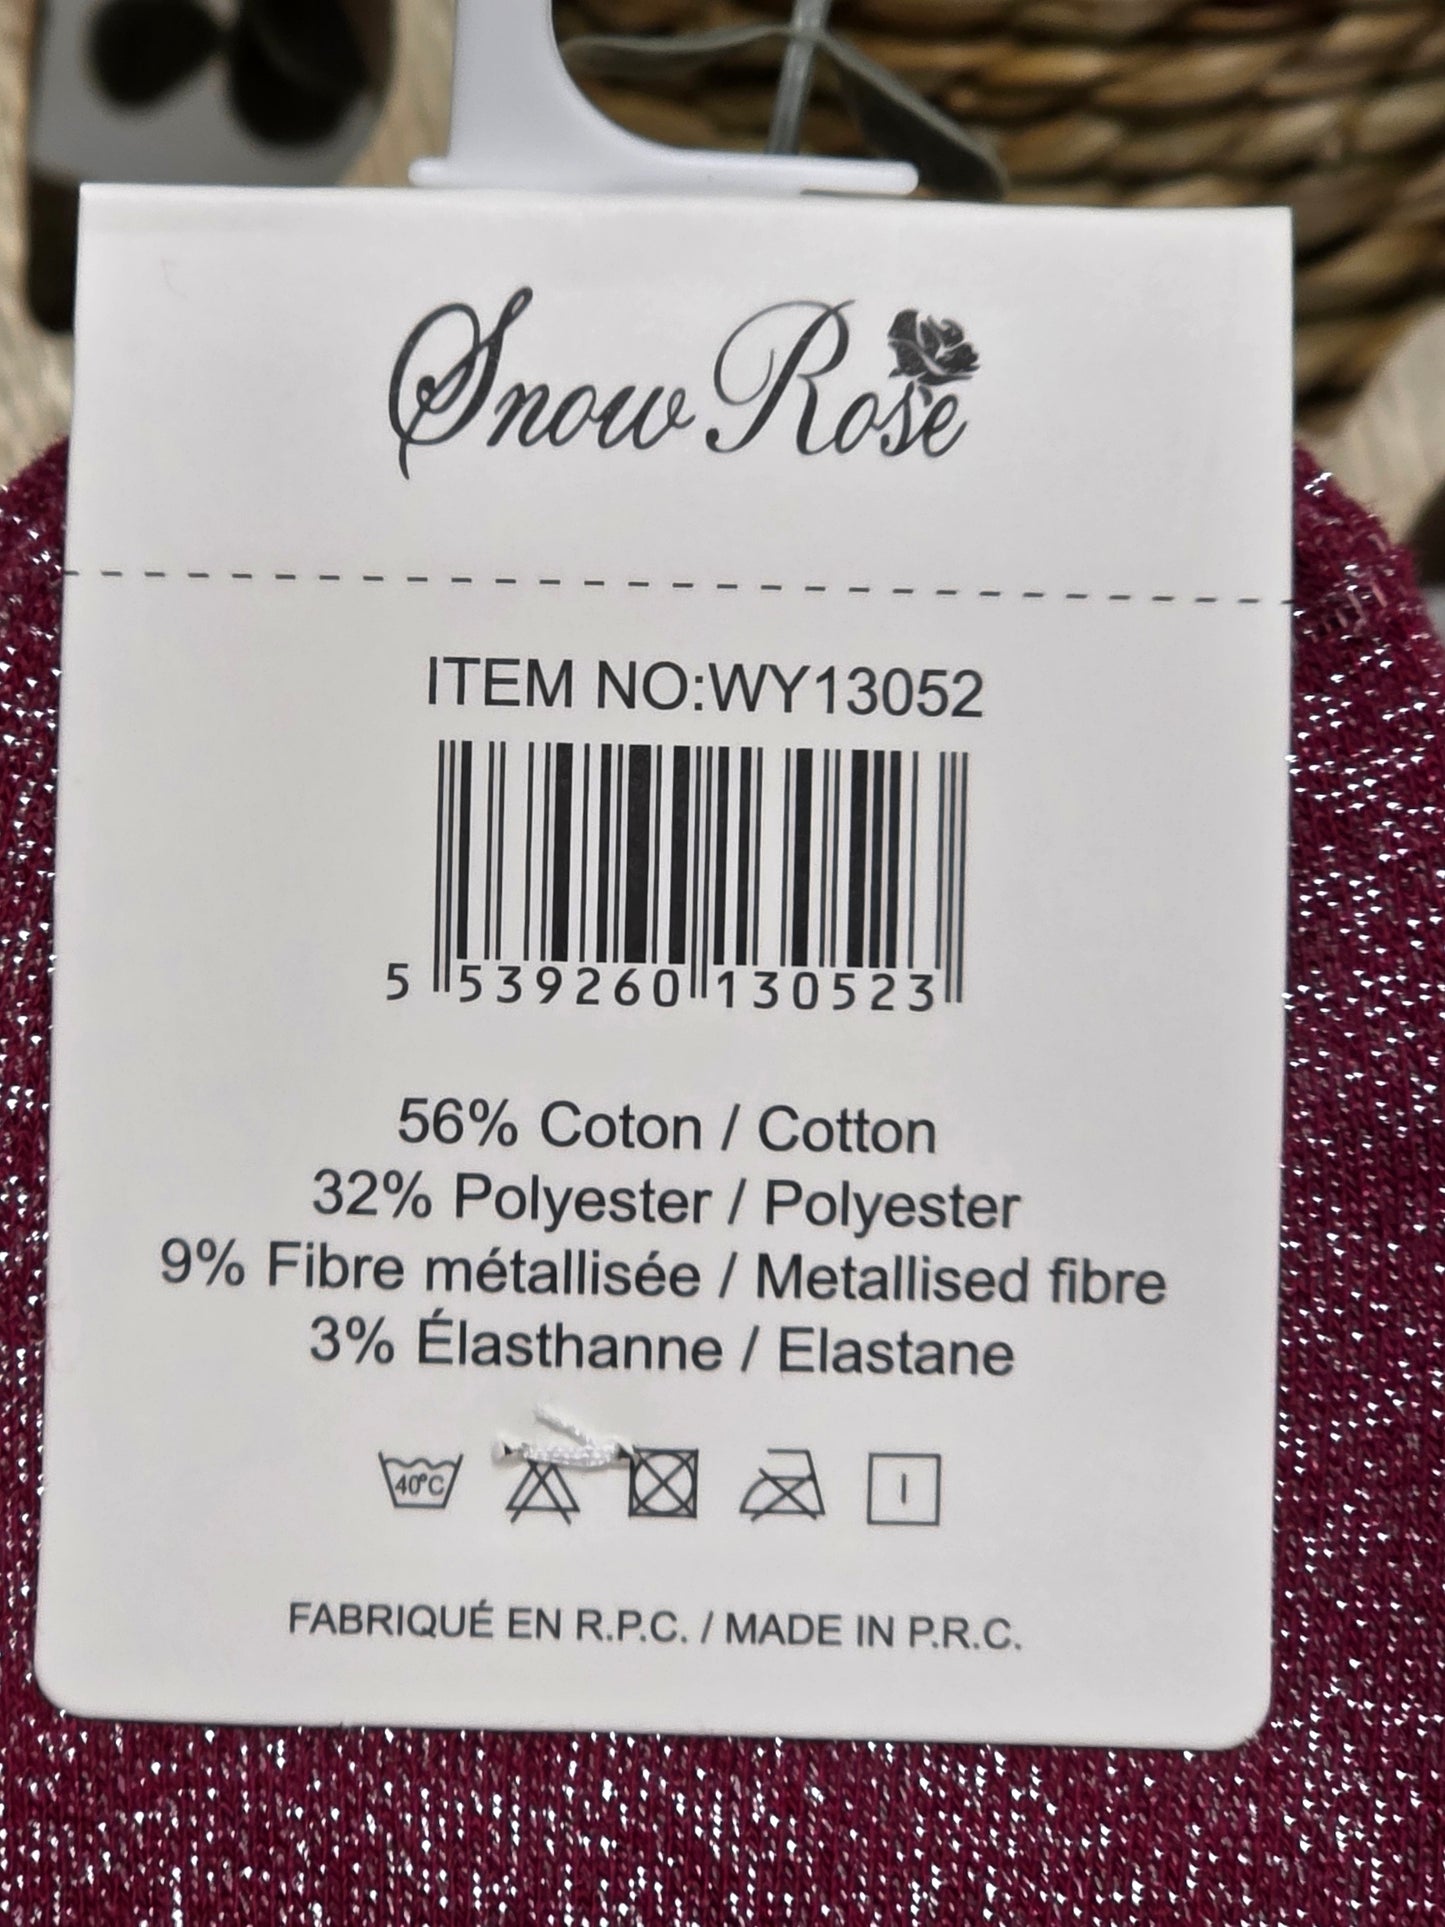 Snow Rose
ITEM NO:WY13052
5 539260 130523
56% Coton / Cotton
32% Polyester / Polyester
9% Fibre métallisée / Metallised fibre
3% Élasthanne / Elastane
40°C
FABRIQUÉ EN R.P.C. / MADE IN P.R.C.